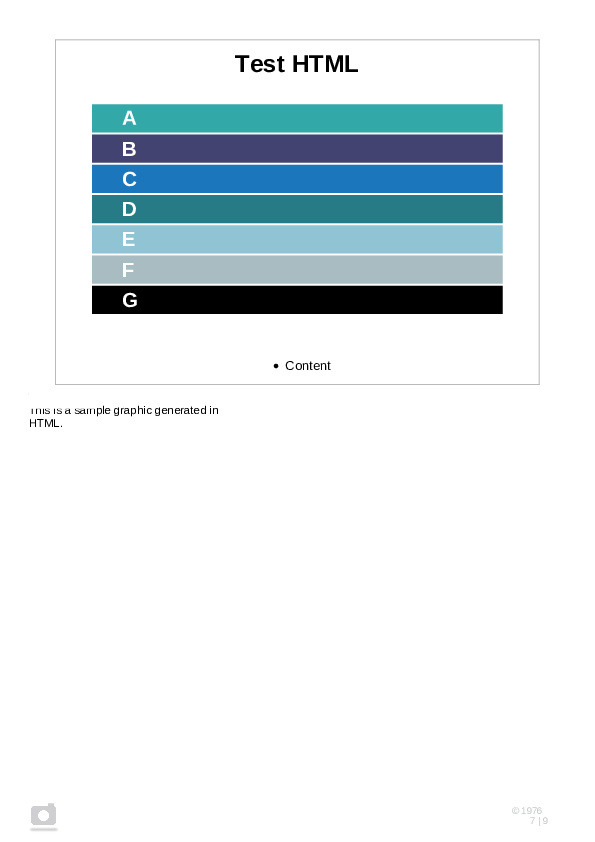 Test HTML
A
B
C
D
E
F
G
• Content
This is a sample graphic generated in
HTML.
© 1976
7 | 9